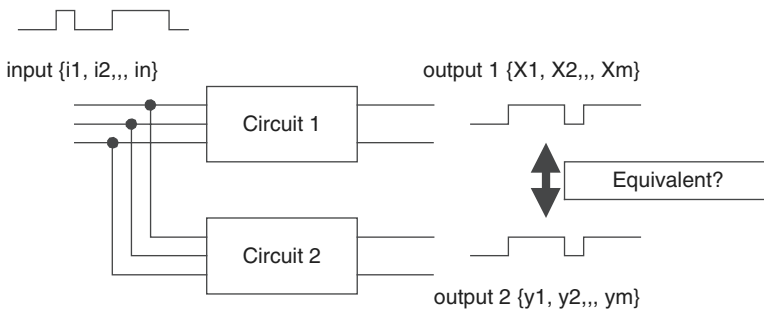 input {i1, i2,,, in}
output 1 {X1, X2,,, Xm}
Circuit 1
Equivalent?
Circuit 2
output 2 {y1, y2,,, ym}